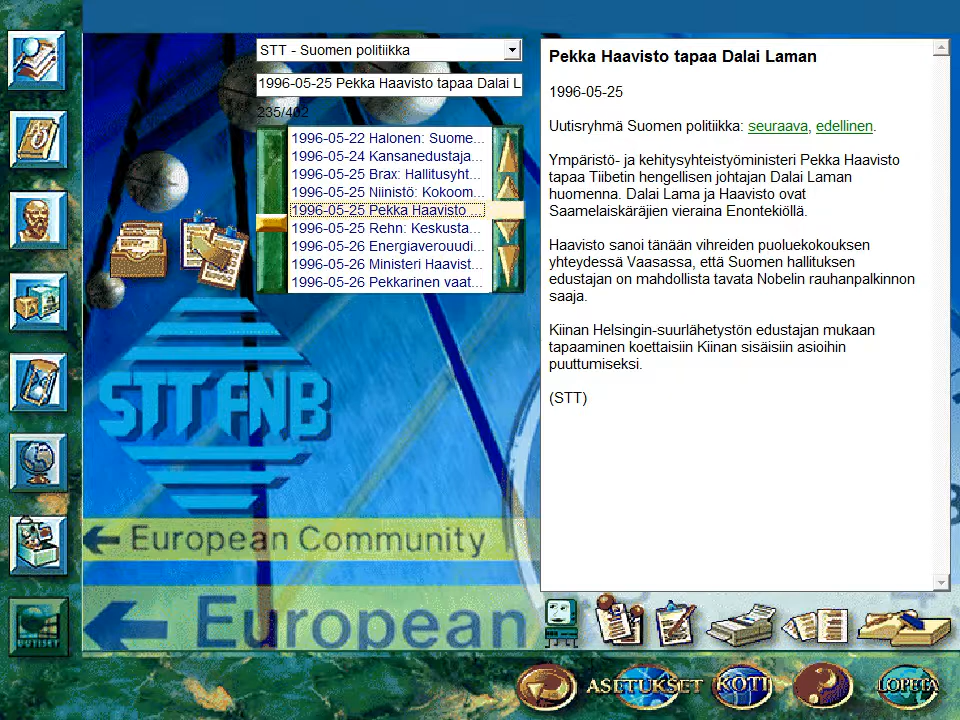 STT - Suomen politiikka
1996-05-25 Pekka Haavisto tapaa Dalai L
235/402
1996-05-22 Halonen: Suome...
1996-05-24 Kansanedustaja...
1996-05-25 Brax: Hallitusyht...
1996-05-25 Niinistö: Kokoom...
1996-05-25 Pekka Haavisto ...
1996-05-25 Rehn: Keskusta...
1996-05-26 Energiaverouudi...
1996-05-26 Ministeri Haavist...
1996-05-26 Pekkarinen vaat...
STT FNB
European Community
European
UUTISET
Pekka Haavisto tapaa Dalai Laman
1996-05-25
Uutisryhmä Suomen politiikka: seuraava, edellinen.
Ympäristö- ja kehitysyhteistyöministeri Pekka Haavisto
tapaa Tiibetin hengellisen johtajan Dalai Laman
huomenna. Dalai Lama ja Haavisto ovat
Saamelaiskäräjien vieraina Enontekiöllä.
Haavisto sanoi tänään vihreiden puoluekokouksen
yhteydessä Vaasassa, että Suomen hallituksen
edustajan on mahdollista tavata Nobelin rauhanpalkinnon
saaja.
Kiinan Helsingin-suurlähetystön edustajan mukaan
tapaaminen koettaisiin Kiinan sisäisiin asioihin
puuttumiseksi.
(STT)
ASETUKSET
KOTI
?
LOPETA